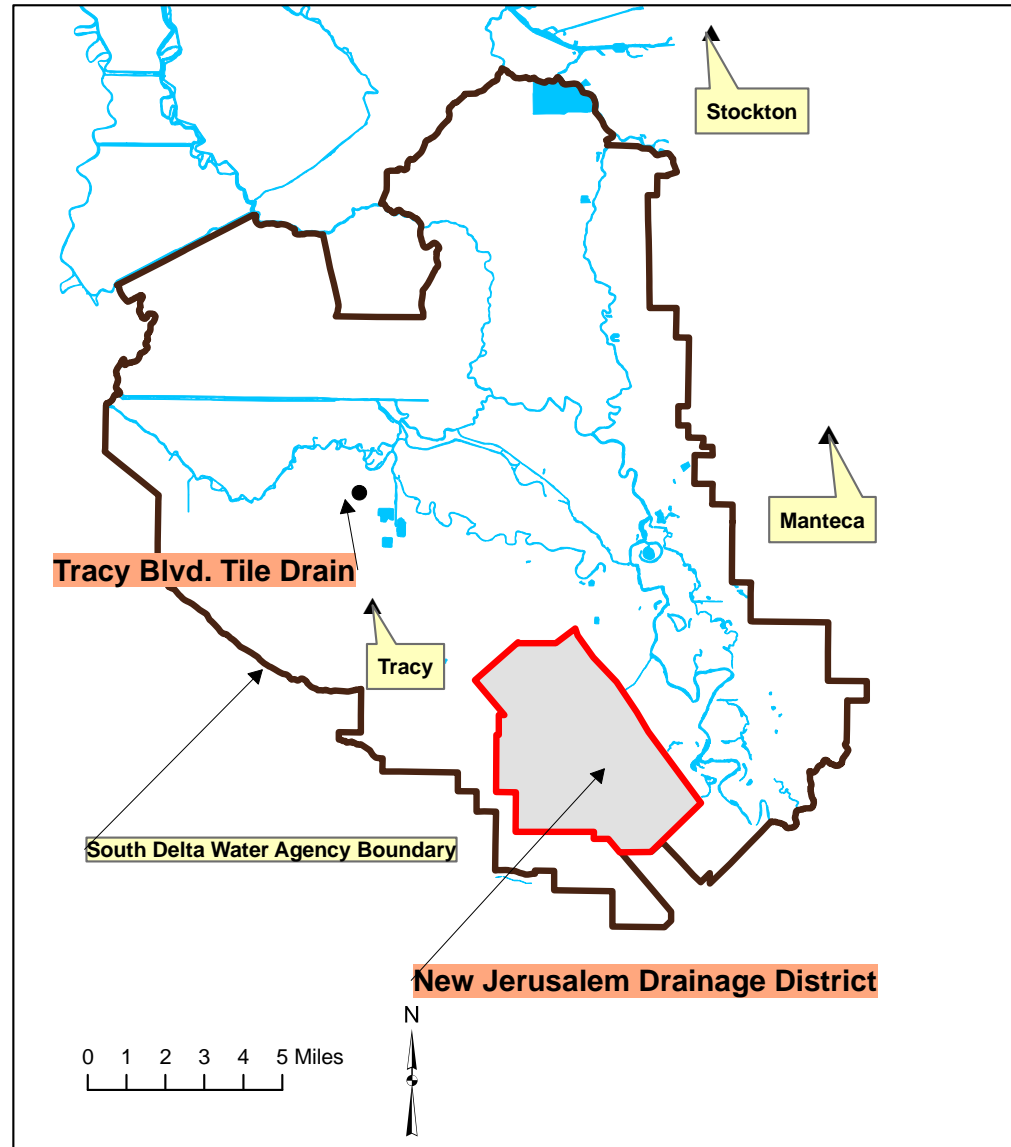 Stockton
Manteca
Tracy Blvd. Tile Drain
Tracy
South Delta Water Agency Boundary
New Jerusalem Drainage District
N
0 1 2 3 4 5 Miles